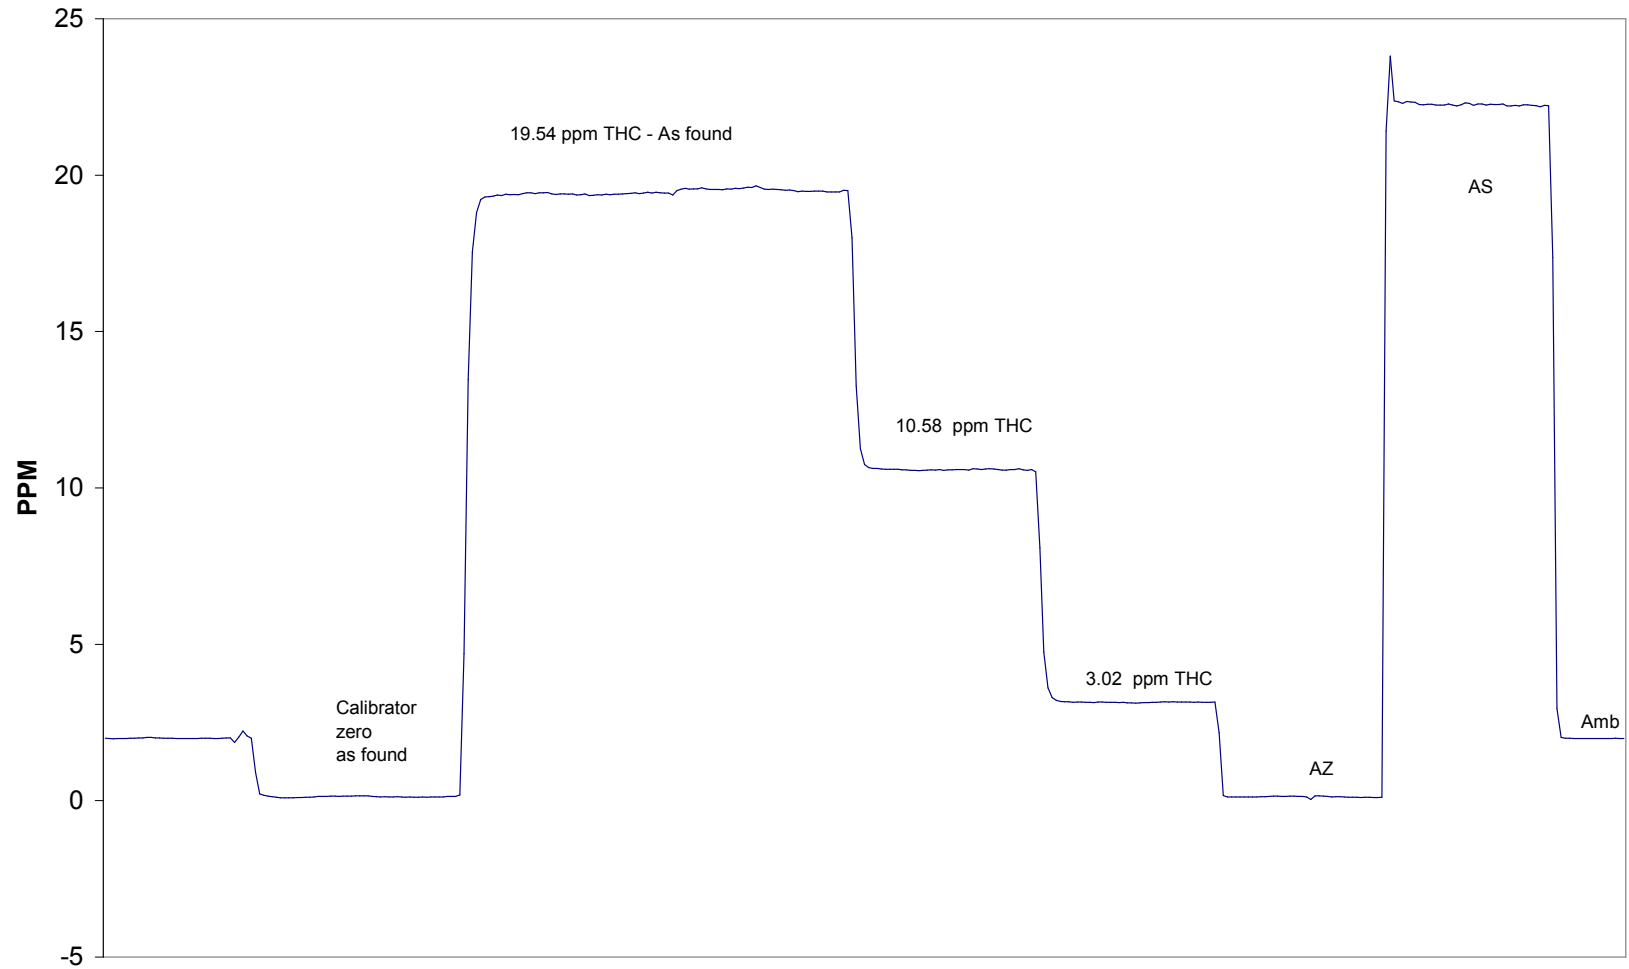 25
20
15
10
5
0
-5
PPM
19.54 ppm THC - As found
AS
10.58  ppm THC
3.02  ppm THC
Calibrator
zero
as found
Amb
AZ